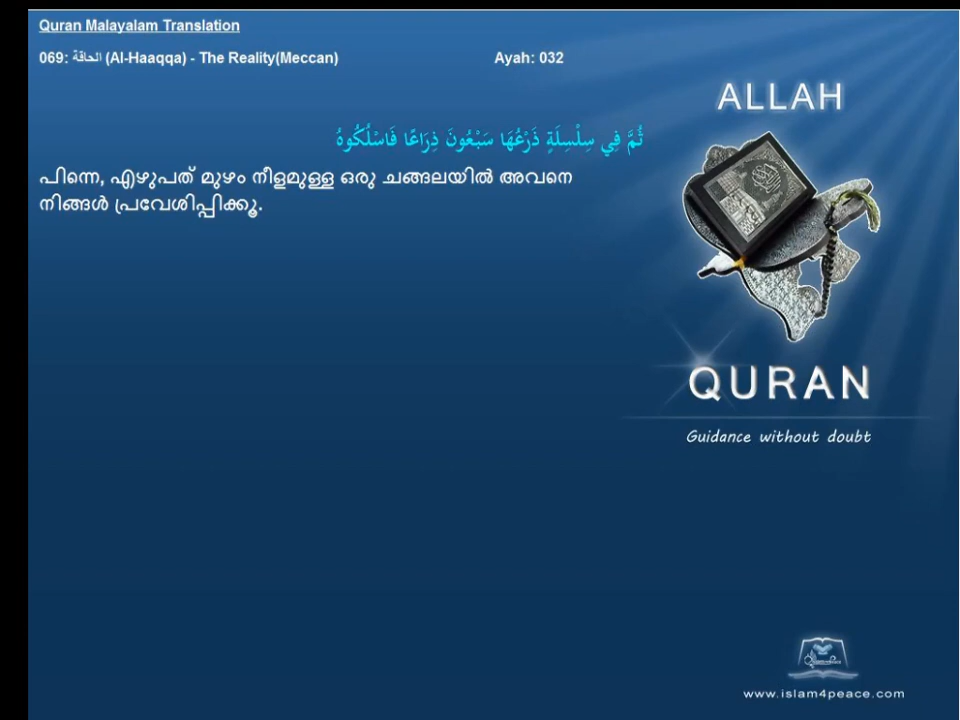 Quran Malayalam Translation
069: الحاقة (Al-Haaqqa) - The Reality(Meccan) Ayah: 032
ALLAH
ثُمَّ فِي سِلْسِلَةٍ ذَرْعُهَا سَبْعُونَ ذِرَاعًا فَاسْلُكُوهُ
പിന്നെ, എഴുപത് മുഴം നീളമുള്ള ഒരു ചങ്ങലയില്‍ അവനെ
നിങ്ങള്‍ പ്രവേശിപ്പിക്കൂ.
QURAN
Guidance without doubt
www.islam4peace.com